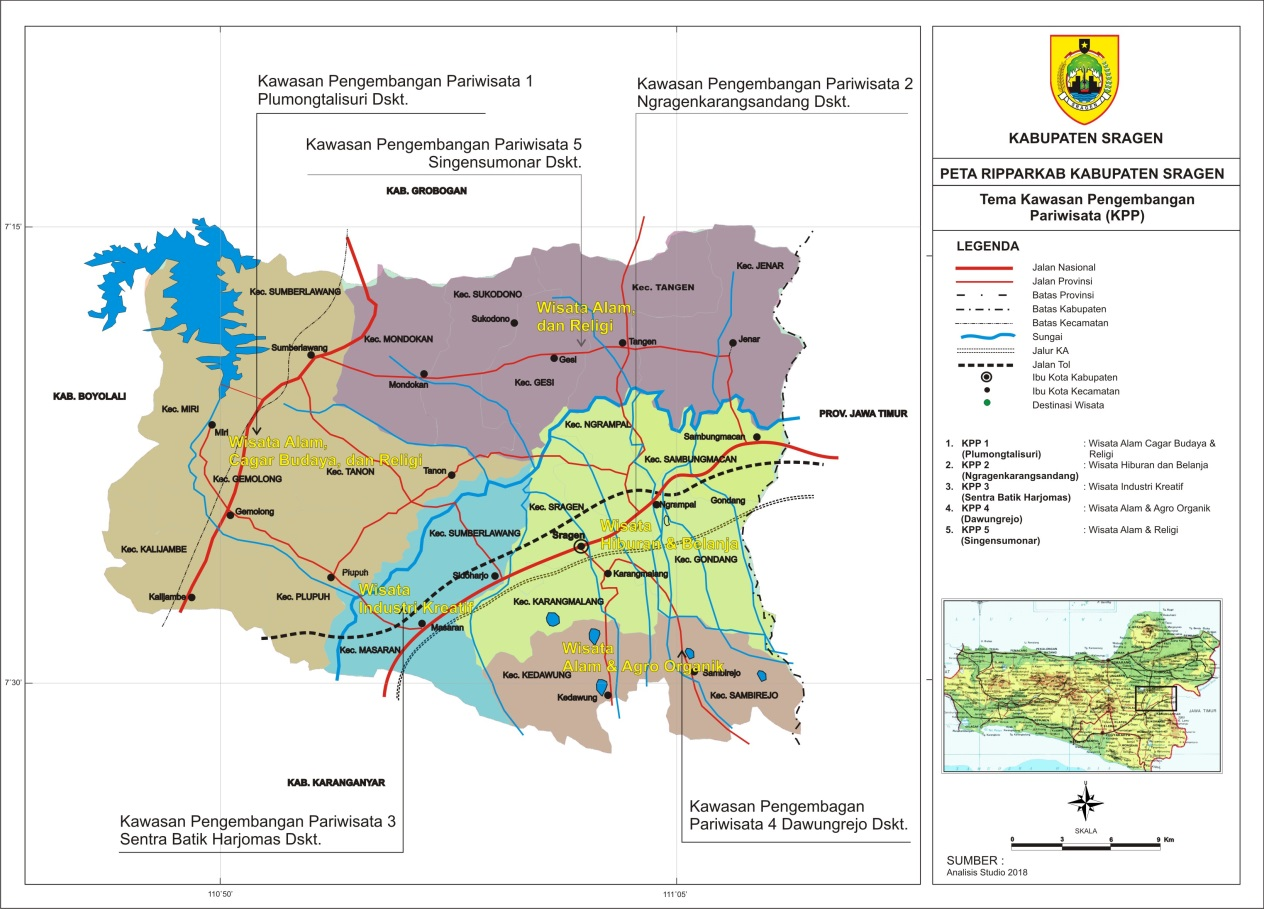 Kawasan Pengembangan Pariwisata 1
Plumongtalisuri Dskt.
Kawasan Pengembangan Pariwisata 2
Ngragenkarangsandang Dskt.
Kawasan Pengembangan Pariwisata 5
Singensumonar Dskt.
KAB. GROBOGAN
7°15'
Kec. JENAR
Kec. SUMBERLAWANG
Kec. SUKODONO
Kec. TANGEN
Wisata Alam,
dan Religi
Sukodono
Kec. MONDOKAN
Sumberlawang
Tangen
Jenar
Gesi
Mondokan
Kec. GESI
KAB. BOYOLALI
Kec. MIRI
PROV. JAWA TIMUR
Kec. NGRAMPAL
Miri
Sambungmacan
Wisata Alam,
Cagar Budaya, dan Religi
Kec. SAMBUNGMACAN
Kec. TANON
Tanon
Kec. GEMOLONG
Gemolong
Kec. SRAGEN
Ngrampal
Gondang
Wisata
Hiburan & Belanja
Kec. SUMBERLAWANG
Sragen
Kec. KALIJAMBE
Kec. GONDANG
Plupuh
Sidoharjo
Karangmalang
Wisata
Industri Kreatif
Kalijambe
Kec. PLUPUH
Kec. KARANGMALANG
Masaran
Kec. MASARAN
Wisata
Alam & Agro Organik
Kec. KEDAWUNG
Sambirejo
Kedawung
Kec. SAMBIREJO
7°30'
KAB. KARANGANYAR
Kawasan Pengembangan Pariwisata 3
Sentra Batik Harjomas Dskt.
Kawasan Pengembagan
Pariwisata 4 Dawungrejo Dskt.
110°50'
111°05'
SRAGEN
KABUPATEN SRAGEN
PETA RIPPARKAB KABUPATEN SRAGEN
Tema Kawasan Pengembangan
Pariwisata (KPP)
LEGENDA
Jalan Nasional
Jalan Provinsi
Batas Provinsi
Batas Kabupaten
Batas Kecamatan
Sungai
Jalur KA
Jalan Tol
Ibu Kota Kabupaten
Ibu Kota Kecamatan
Destinasi Wisata
1. KPP 1 : Wisata Alam Cagar Budaya &
(Plumongtalisuri) Religi
2. KPP 2 : Wisata Hiburan dan Belanja
(Ngragenkarangsandang)
3. KPP 3 : Wisata Industri Kreatif
(Sentra Batik Harjomas)
4. KPP 4 : Wisata Alam & Agro Organik
(Dawungrejo)
5. KPP 5 : Wisata Alam & Religi
(Singensumonar)
JAWA TIMUR
U
SKALA
0 3 6 9 Km
SUMBER :
Analisis Studio 2018